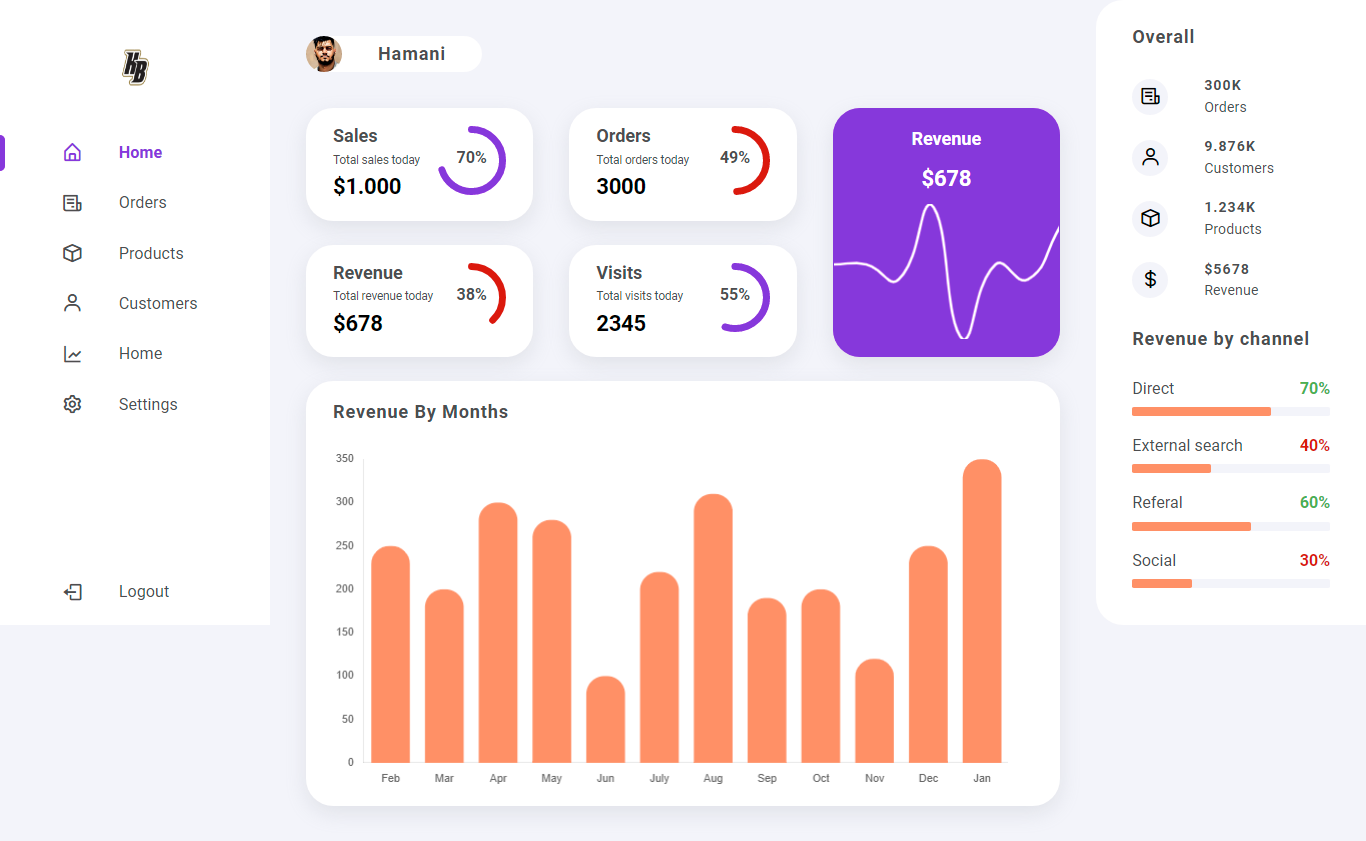 HB
Home
Orders
Products
Customers
Home
Settings
Logout
Hamani
Sales
Total sales today
$1.000
70%
Orders
Total orders today
3000
49%
Revenue
Total revenue today
$678
38%
Visits
Total visits today
2345
55%
Revenue
$678
Revenue By Months
350
300
250
200
150
100
50
0
Feb Mar Apr May Jun July Aug Sep Oct Nov Dec Jan
Overall
300K
Orders
9.876K
Customers
1.234K
Products
$5678
Revenue
Revenue by channel
Direct 70%
External search 40%
Referal 60%
Social 30%